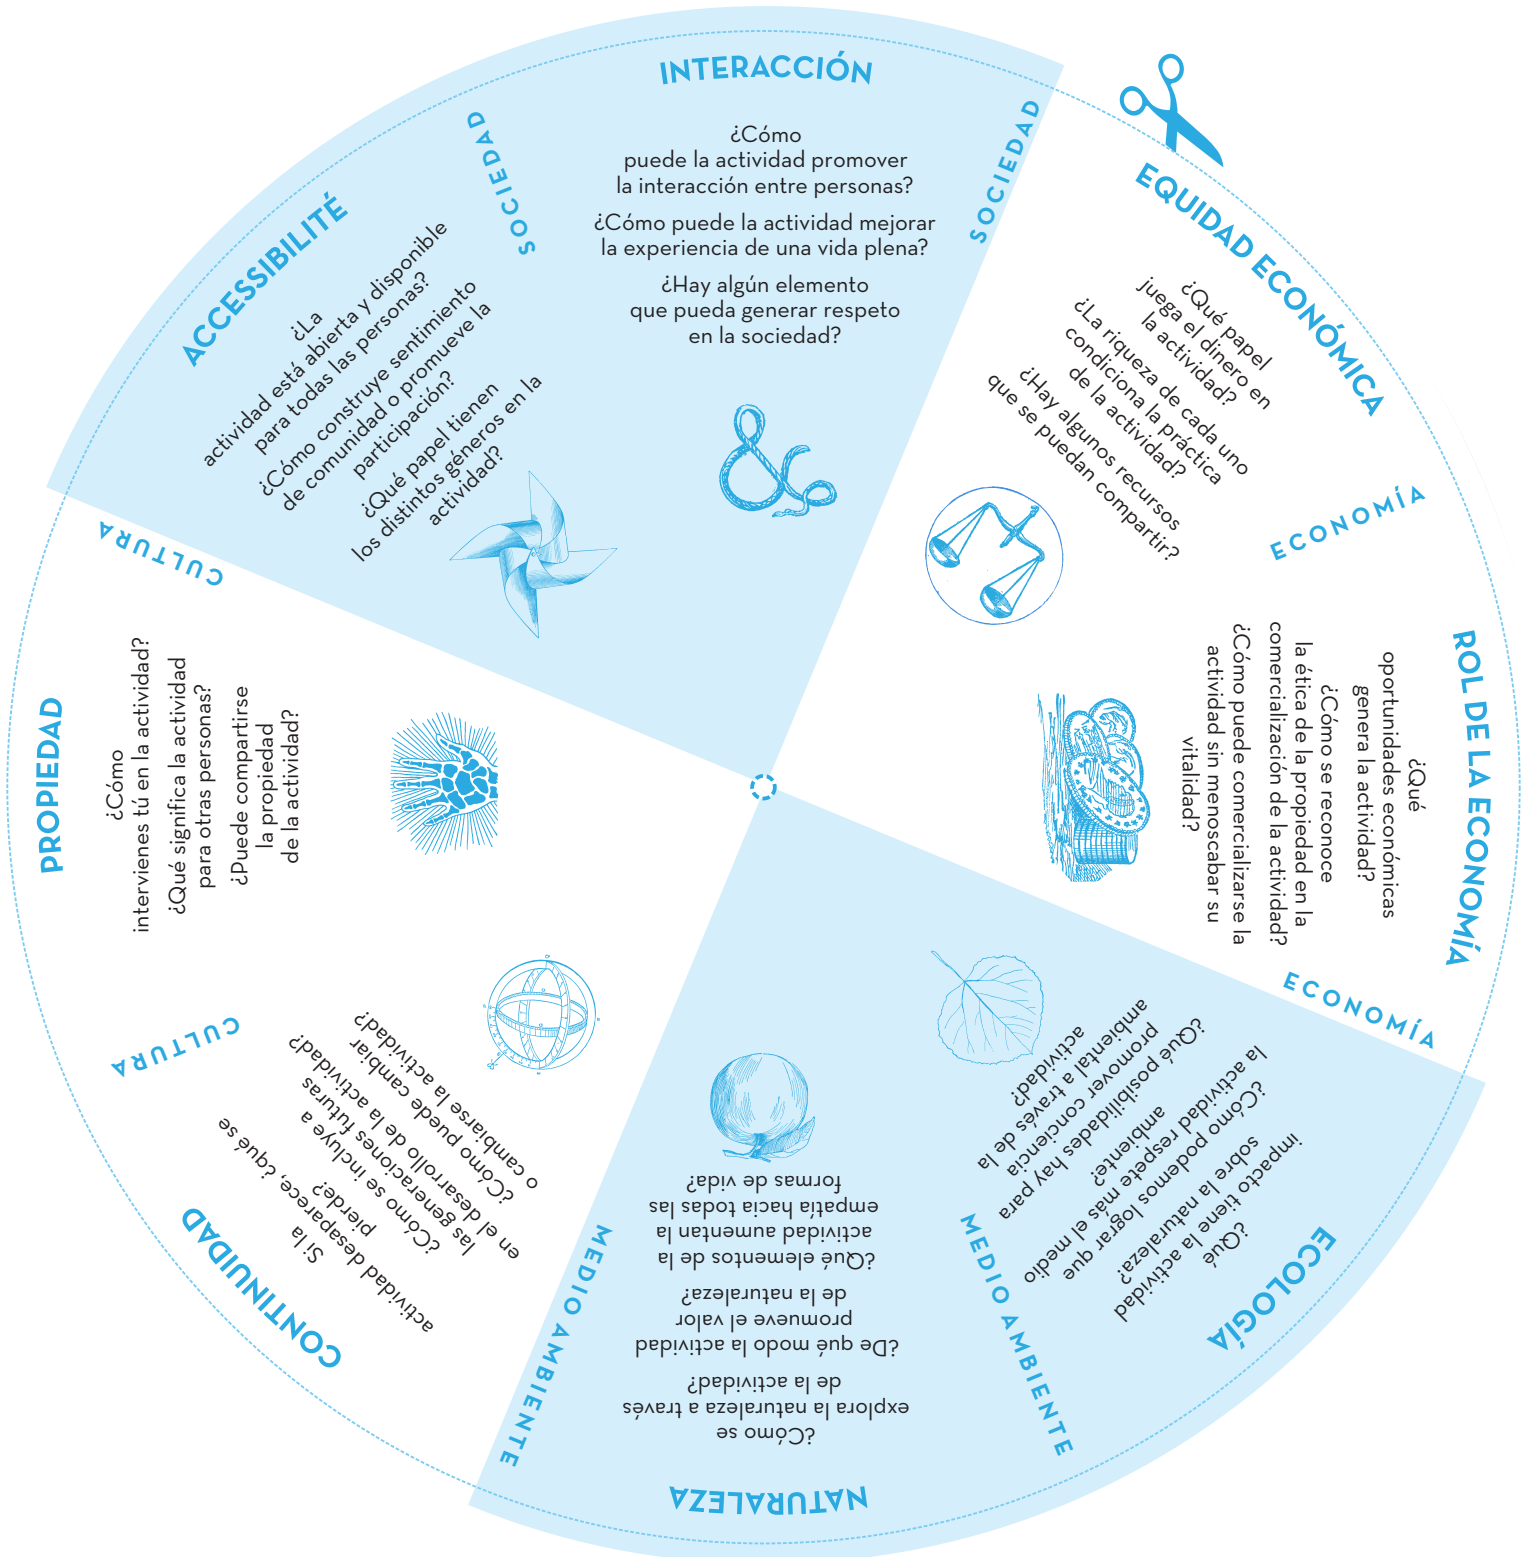 INTERACCIÓN
SOCIEDAD
¿Cómo
puede la actividad promover
la interacción entre personas?
¿Cómo puede la actividad mejorar
la experiencia de una vida plena?
¿Hay algún elemento
que pueda generar respeto
en la sociedad?
SOCIEDAD
EQUIDAD ECONÓMICA
¿Qué papel
juega el dinero en
la actividad?
¿La riqueza de cada uno
condiciona la práctica
de la actividad?
¿Hay algunos recursos
que se puedan compartir?
ECONOMÍA
ROL DE LA ECONOMÍA
¿Qué
oportunidades económicas
genera la actividad?
¿Cómo se reconoce
la ética de la propiedad en la
comercialización de la actividad?
¿Cómo puede comercializarse la
actividad sin menoscabar su
vitalidad?
ECONOMÍA
ECOLOGÍA
¿Qué
impacto tiene la actividad
sobre la naturaleza?
¿Cómo podemos lograr que
la actividad respete más el medio
ambiente?
¿Qué posibilidades hay para
promover conciencia
ambiental a través de la
actividad?
MEDIO AMBIENTE
NATURALEZA
¿Cómo se
explora la naturaleza a través
de la actividad?
¿De qué modo la actividad
promueve el valor
de la naturaleza?
¿Qué elementos de la
actividad aumentan la
empatía hacia todas las
formas de vida?
MEDIO AMBIENTE
CONTINUIDAD
Si la
actividad desaparece, ¿qué se
pierde?
¿Cómo se incluye a
las generaciones futuras
en el desarrollo de la actividad?
¿Cómo puede cambiar
o cambiarse la actividad?
CULTURA
PROPIEDAD
¿Cómo
intervienes tú en la actividad?
¿Qué significa la actividad
para otras personas?
¿Puede compartirse
la propiedad
de la actividad?
CULTURA
ACCESSIBILITÉ
¿La
actividad está abierta y disponible
para todas las personas?
¿Cómo construye sentimiento
de comunidad o promueve la
participación?
¿Qué papel tienen
los distintos géneros en la
actividad?